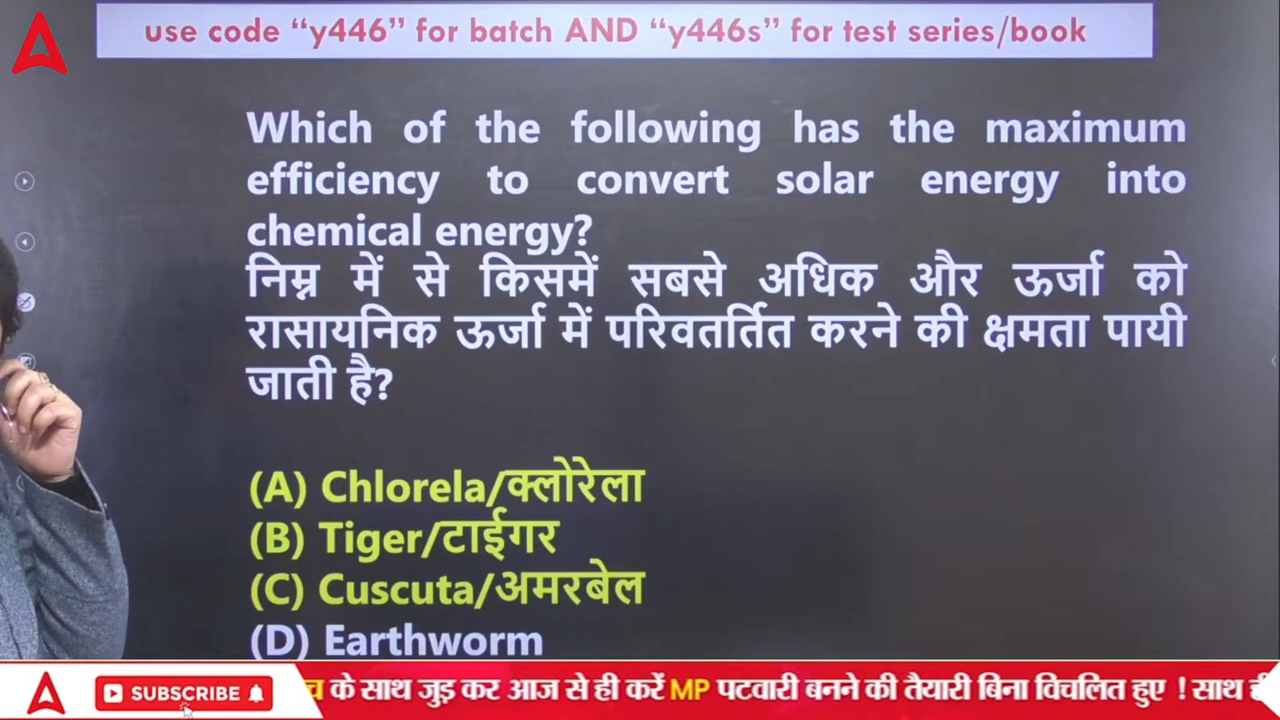 use code “y446” for batch AND “y446s” for test series/book
Which of the following has the maximum
efficiency to convert solar energy into
chemical energy?
निम्न में से किसमें सबसे अधिक और ऊर्जा को
रासायनिक ऊर्जा में परिवतर्तित करने की क्षमता पायी
जाती है?
(A) Chlorela/क्लोरेला
(B) Tiger/टाईगर
(C) Cuscuta/अमरबेल
(D) Earthworm
SUBSCRIBE
के साथ जुड़ कर आज से ही करें MP पटवारी बनने की तैयारी बिना विचलित हुए ! साथ